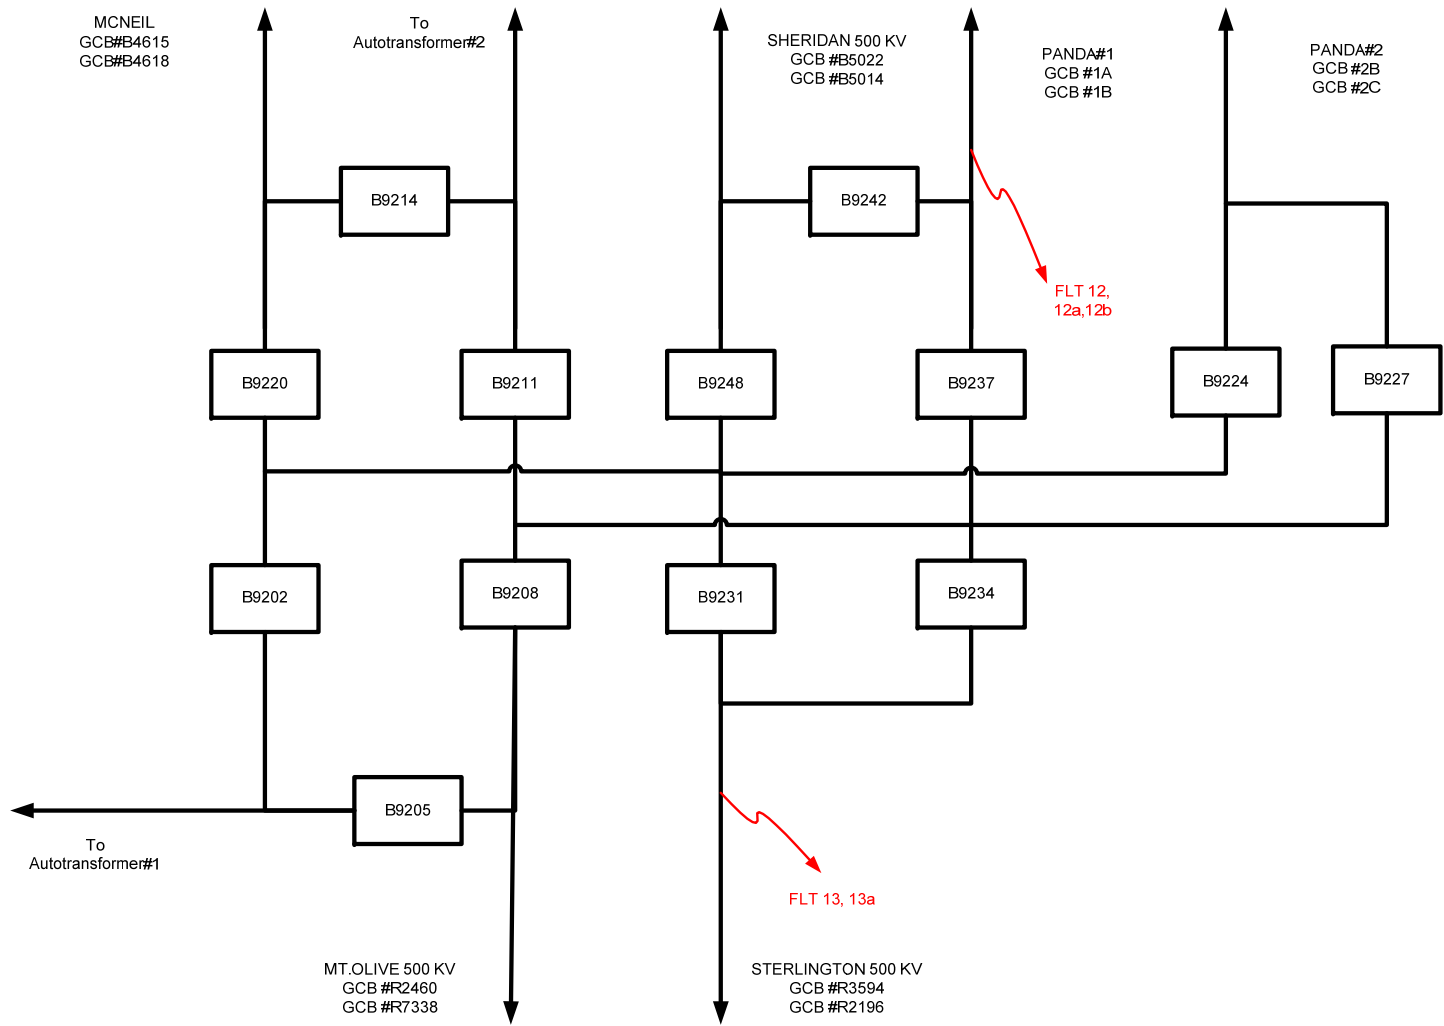 MCNEIL
GCB#B4615
GCB#B4618
To
Autotransformer#2
SHERIDAN 500 KV
GCB #B5022
GCB #B5014
PANDA#1
GCB #1A
GCB #1B
PANDA#2
GCB #2B
GCB #2C
B9214
B9242
FLT 12,
12a,12b
B9220
B9211
B9248
B9237
B9224
B9227
B9202
B9208
B9231
B9234
B9205
To
Autotransformer#1
FLT 13, 13a
MT.OLIVE 500 KV
GCB #R2460
GCB #R7338
STERLINGTON 500 KV
GCB #R3594
GCB #R2196